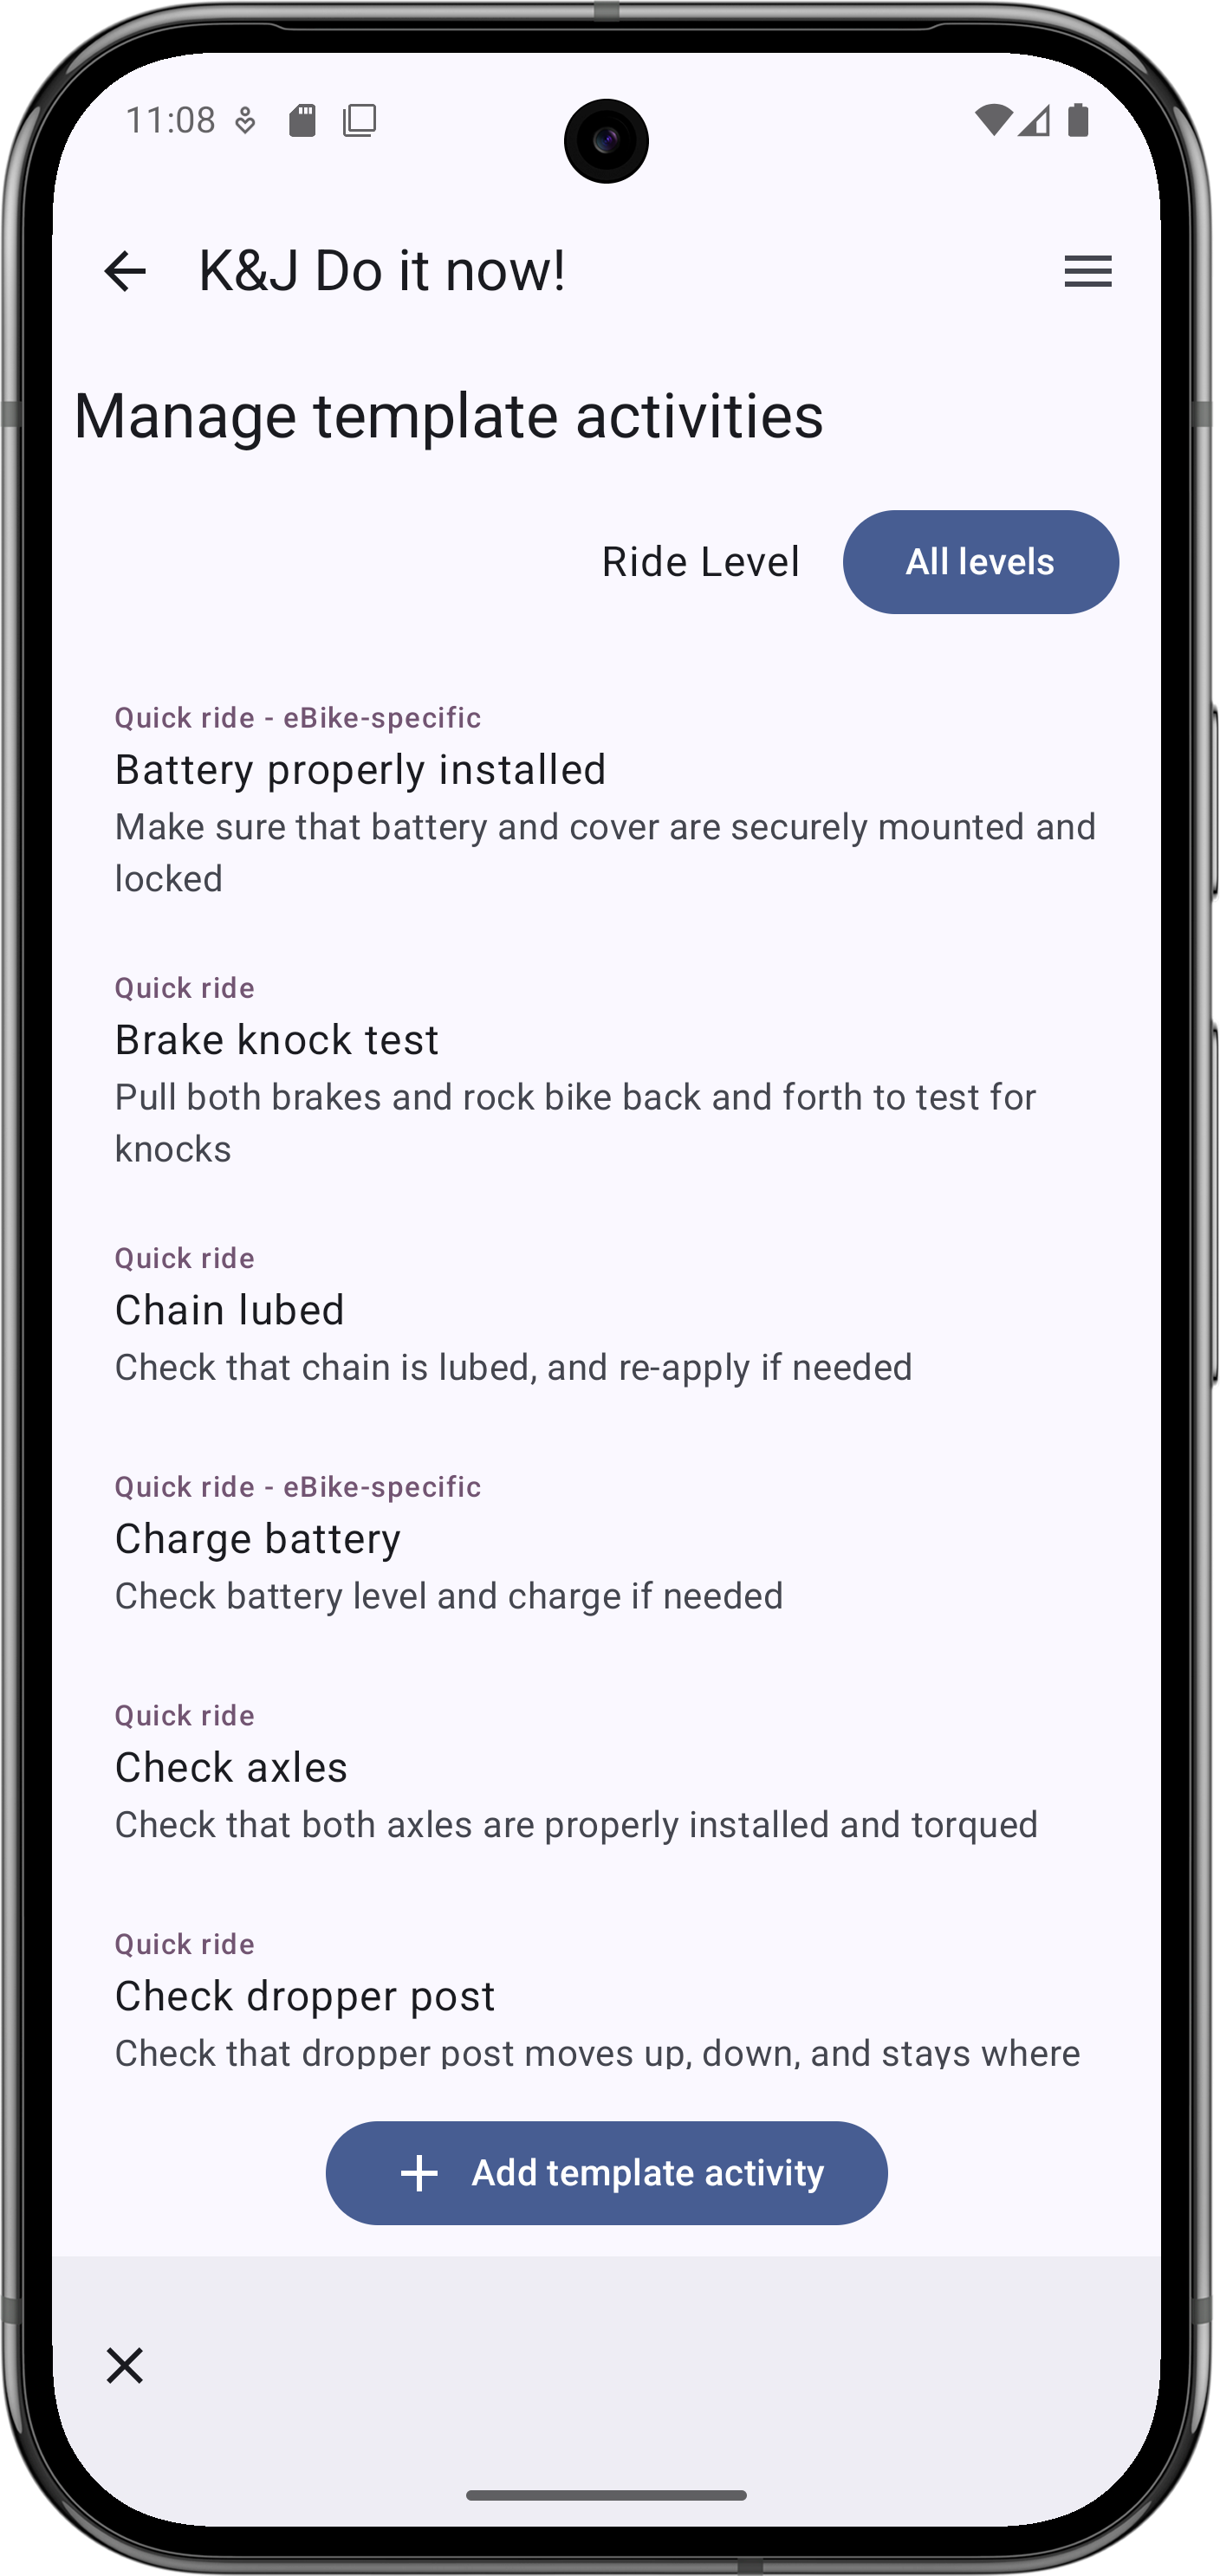 11:08
K&J Do it now!
Manage template activities
Ride Level
All levels
Quick ride - eBike-specific
Battery properly installed
Make sure that battery and cover are securely mounted and
locked
Quick ride
Brake knock test
Pull both brakes and rock bike back and forth to test for
knocks
Quick ride
Chain lubed
Check that chain is lubed, and re-apply if needed
Quick ride - eBike-specific
Charge battery
Check battery level and charge if needed
Quick ride
Check axles
Check that both axles are properly installed and torqued
Quick ride
Check dropper post
Check that dropper post moves up, down, and stays where
Add template activity